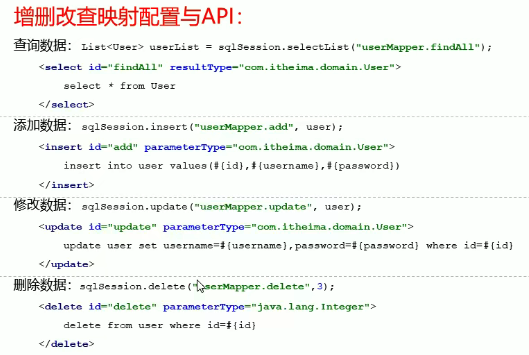 增删改查映射配置与API：
查询数据： List<User> userList = sqlSession.selectList("userMapper.findAll");
<select id="findAll" resultType="com.itheima.domain.User">
select * from User
</select>
添加数据： sqlSession.insert("userMapper.add", user);
<insert id="add" parameterType="com.itheima.domain.User">
insert into user values(#{id},#{username},#{password})
</insert>
修改数据： sqlSession.update("userMapper.update", user);
<update id="update" parameterType="com.itheima.domain.User">
update user set username=#{username},password=#{password} where id=#{id}
</update>
删除数据：sqlSession.delete("userMapper.delete",3);
<delete id="delete" parameterType="java.lang.Integer">
delete from user where id=#{id}
</delete>